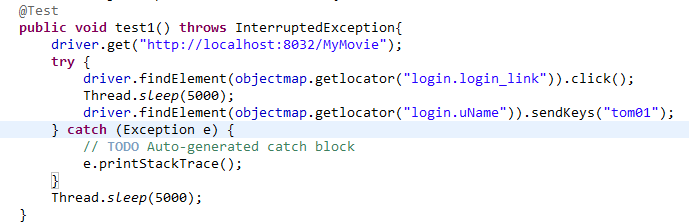 @Test
public void test1() throws InterruptedException{
    driver.get("http://localhost:8032/MyMovie");
    try {
        driver.findElement(objectmap.getlocator("login.login_link")).click();
        Thread.sleep(5000);
        driver.findElement(objectmap.getlocator("login.uName")).sendKeys("tom01");
    } catch (Exception e) {
        // TODO Auto-generated catch block
        e.printStackTrace();
    }
    Thread.sleep(5000);
}